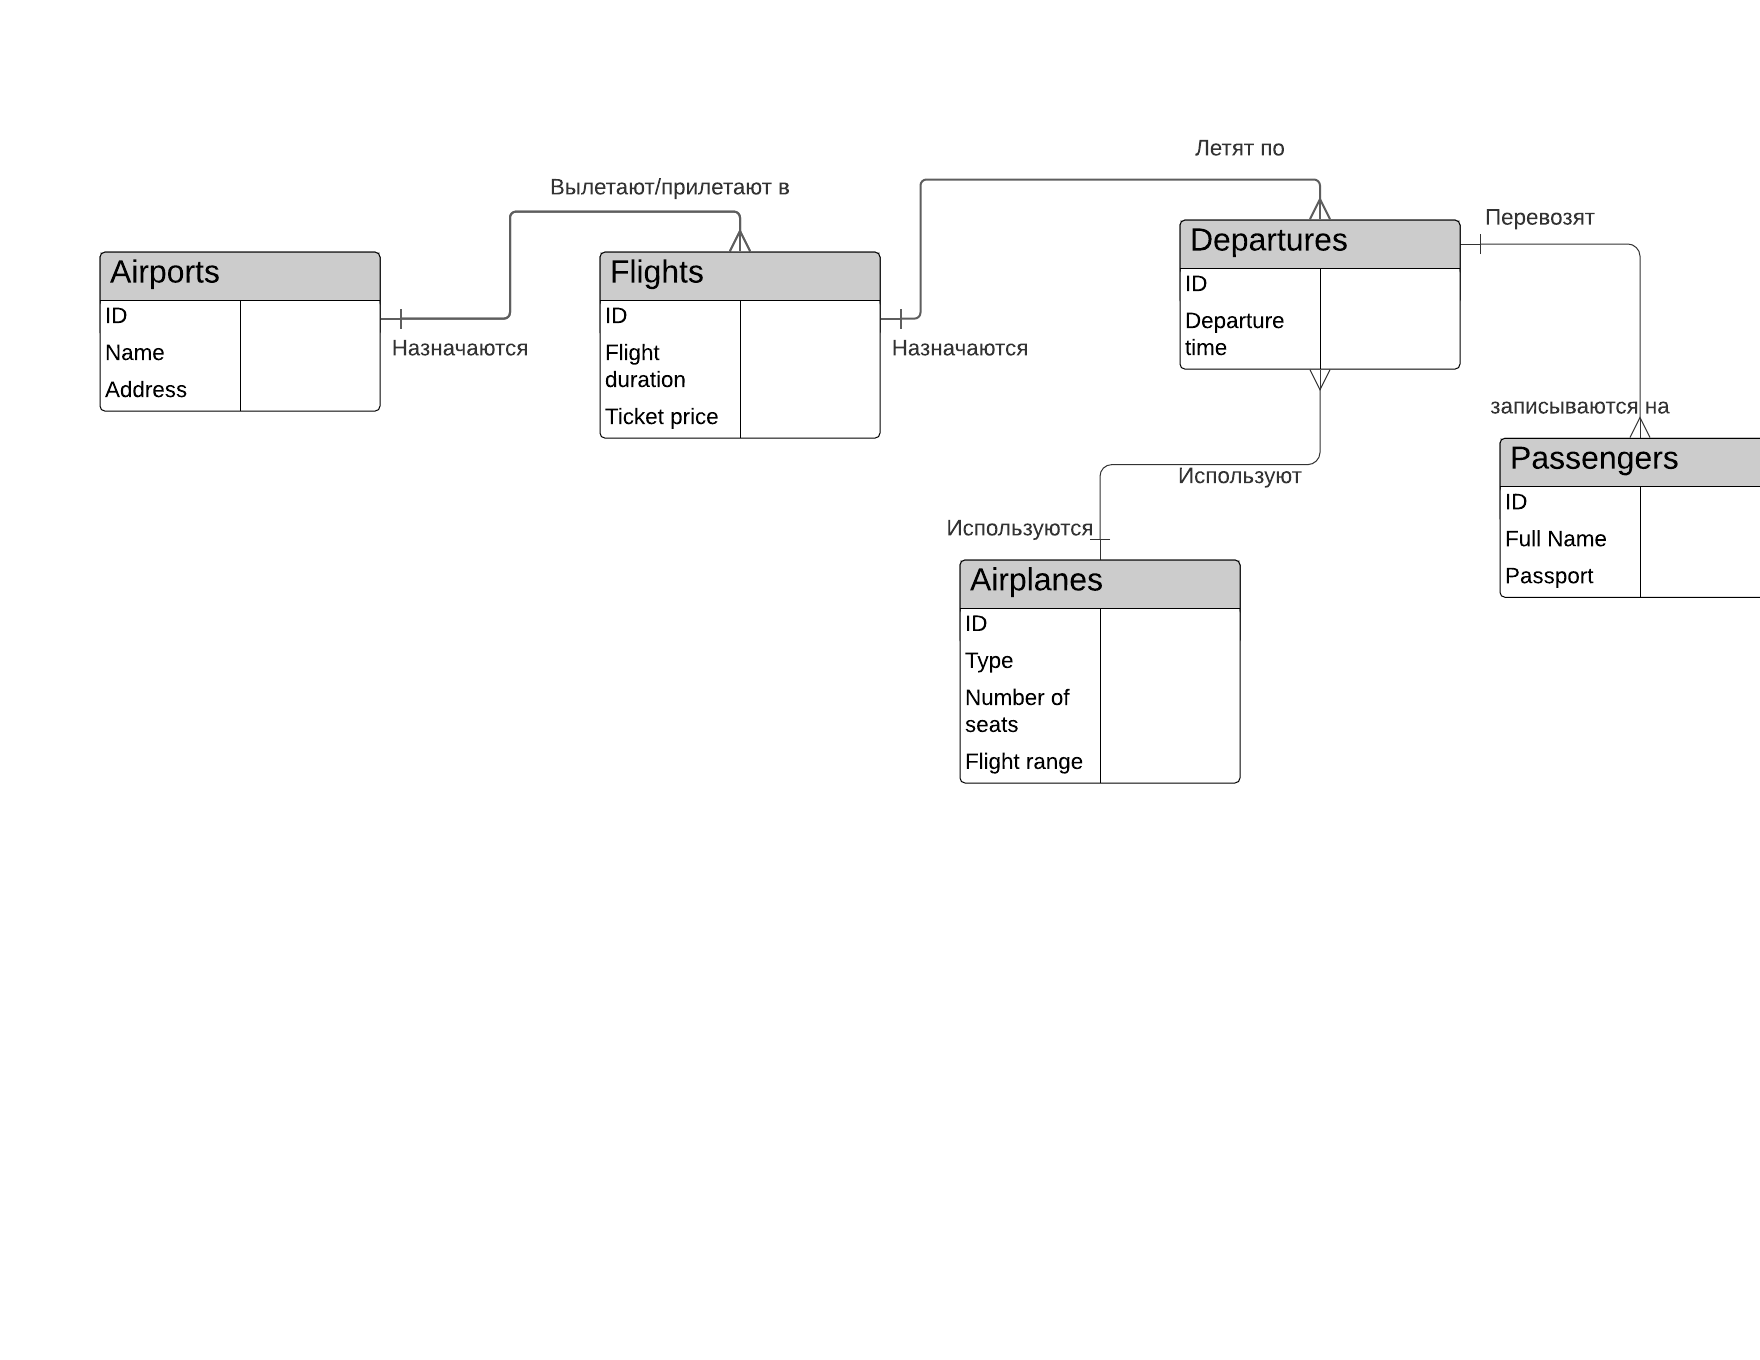 Летят по
Вылетают/прилетают в
Перевозят
Airports
ID
Name
Address
Назначаются
Flights
ID
Flight
duration
Ticket price
Назначаются
Departures
ID
Departure
time
записываются на
Passengers
ID
Full Name
Passport
Используют
Используются
Airplanes
ID
Type
Number of
seats
Flight range